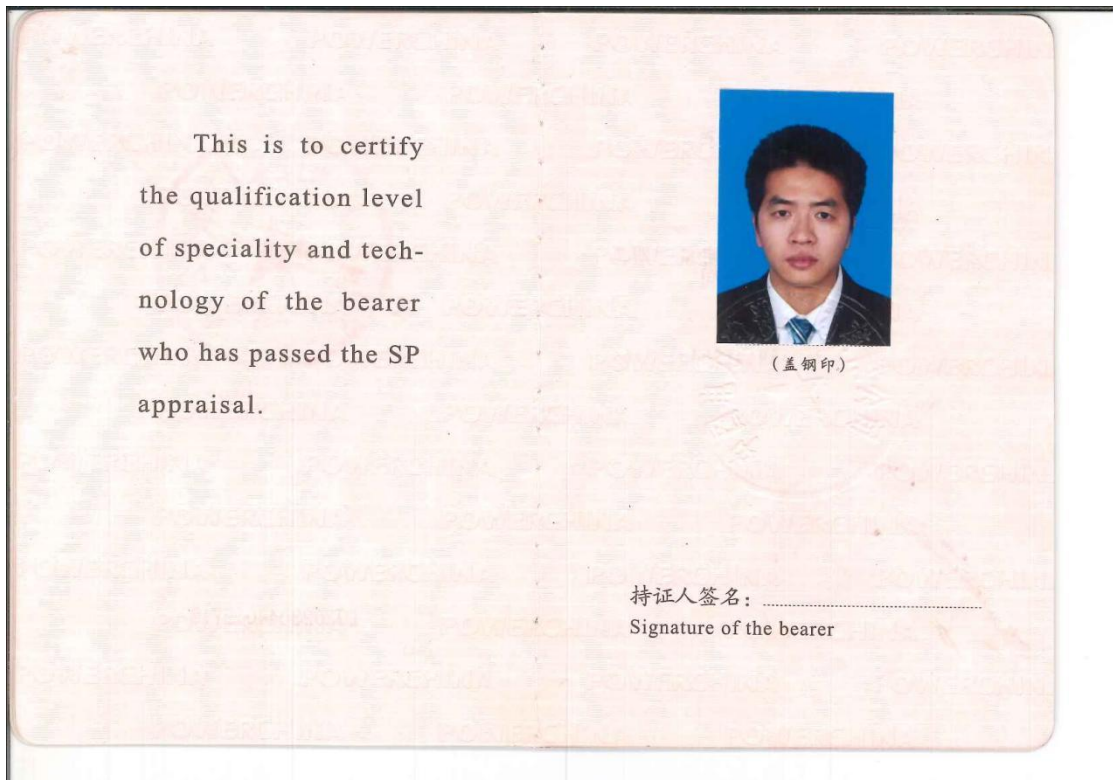 This is to certify
the qualification level
of speciality and tech-
nology of the bearer
who has passed the SP
appraisal.
(盖钢印)
持证人签名：
Signature of the bearer